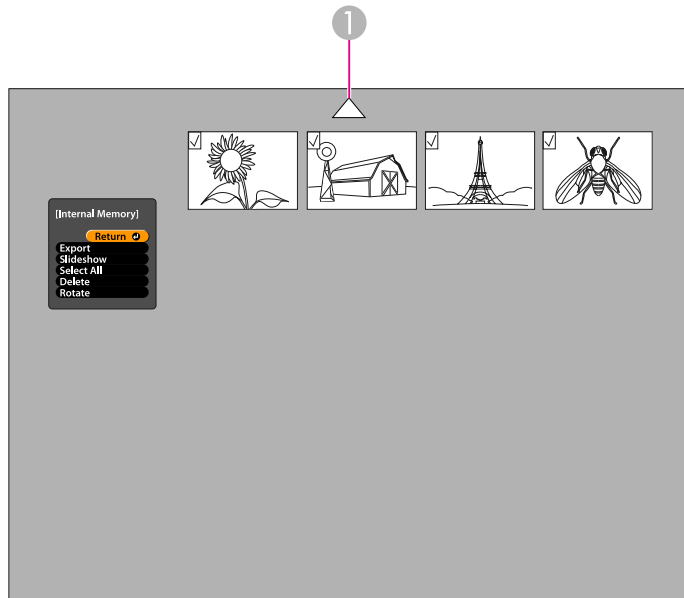 1
[Internal Memory]
Return
Export
Slideshow
Select All
Delete
Rotate